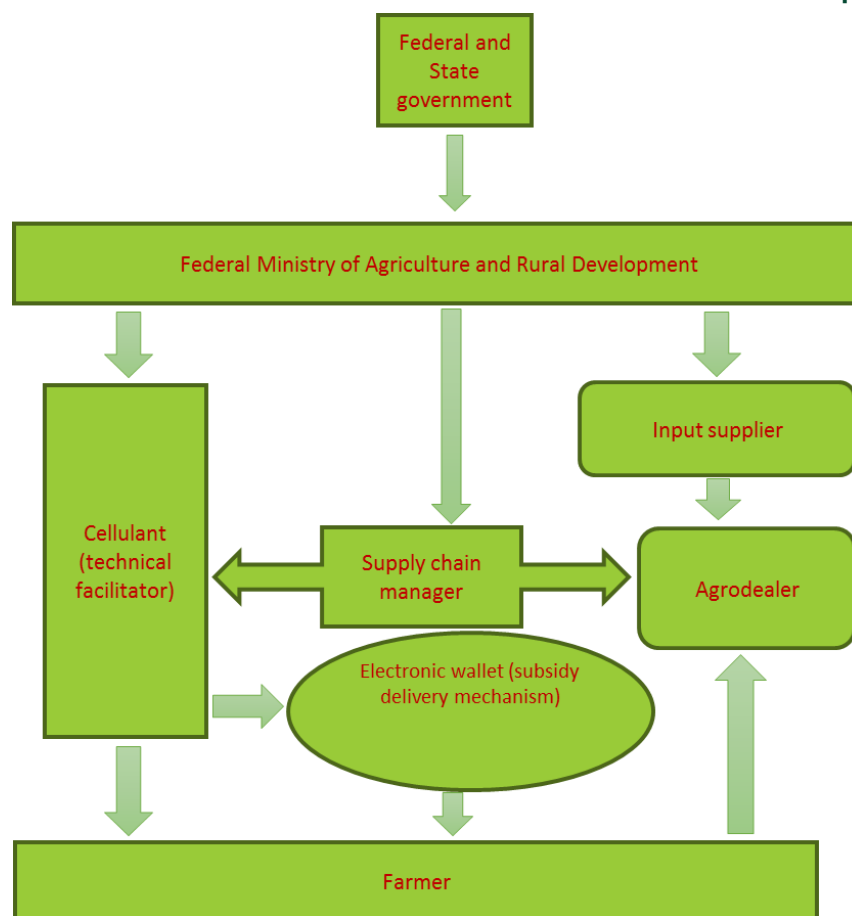 Federal and
State
government
Federal Ministry of Agriculture and Rural Development
Input supplier
Cellulant
(technical
facilitator)
Supply chain
manager
Agrodealer
Electronic wallet (subsidy
delivery mechanism)
Farmer